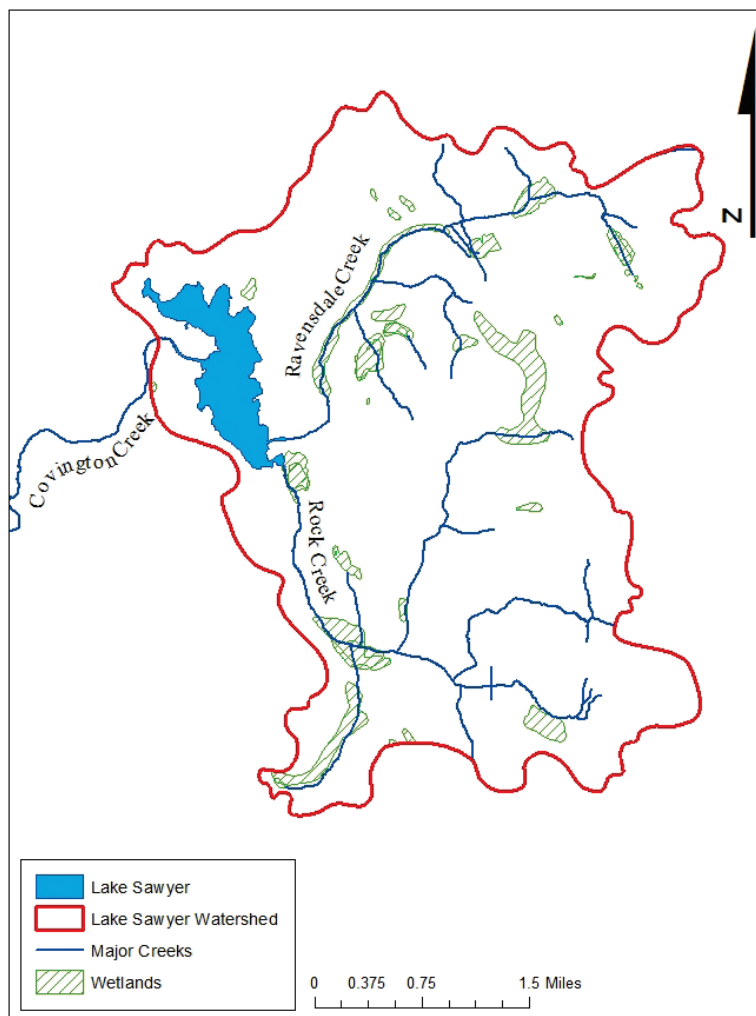 N
Ravensdale Creek
Covington Creek
Rock Creek
Lake Sawyer
Lake Sawyer Watershed
Major Creeks
Wetlands
0 0.375 0.75 1.5 Miles